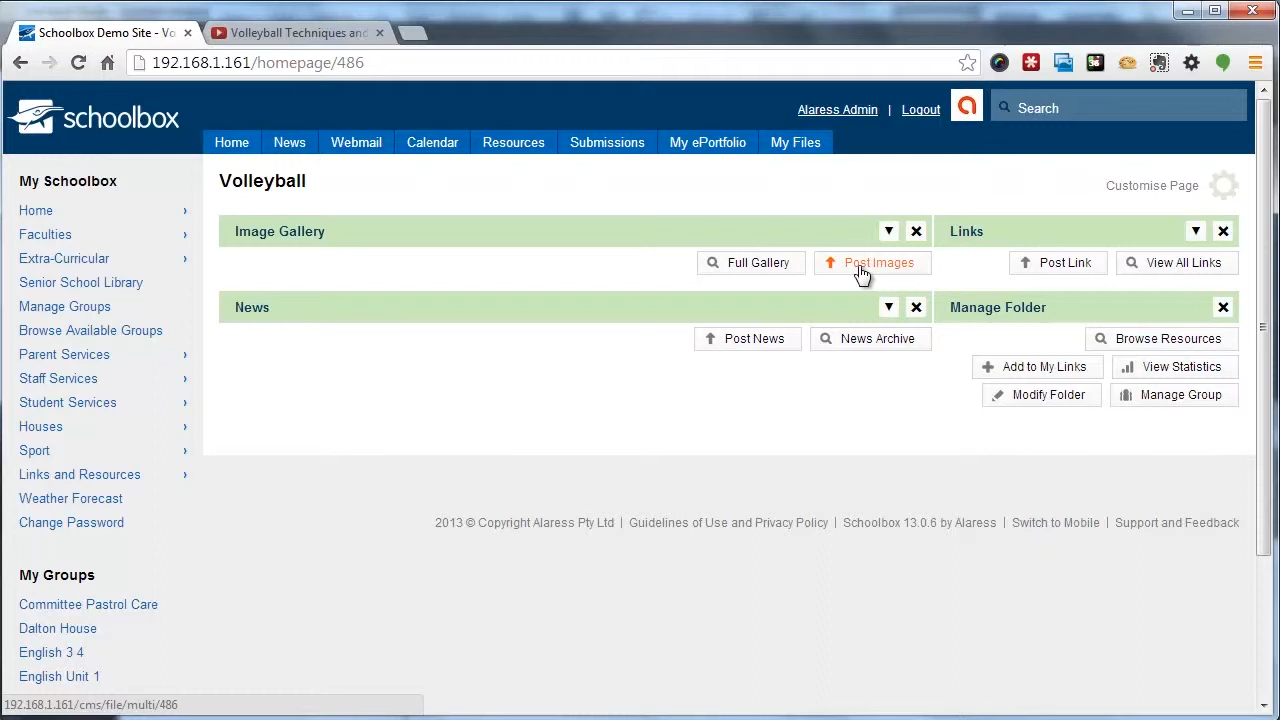 Schoolbox Demo Site - Vo
Volleyball Techniques and
192.168.1.161/homepage/486
schoolbox
Alaress Admin | Logout
Search
Home News Webmail Calendar Resources Submissions My ePortfolio My Files
My Schoolbox
Home
Faculties
Extra-Curricular
Senior School Library
Manage Groups
Browse Available Groups
Parent Services
Staff Services
Student Services
Houses
Sport
Links and Resources
Weather Forecast
Change Password
My Groups
Committee Pastrol Care
Dalton House
English 3 4
English Unit 1
Volleyball
Customise Page
Image Gallery
Full Gallery Post Images
News
Post News News Archive
Links
Post Link View All Links
Manage Folder
Browse Resources
Add to My Links View Statistics
Modify Folder Manage Group
2013 © Copyright Alaress Pty Ltd | Guidelines of Use and Privacy Policy | Schoolbox 13.0.6 by Alaress | Switch to Mobile | Support and Feedback
192.168.1.161/cms/file/multi/486